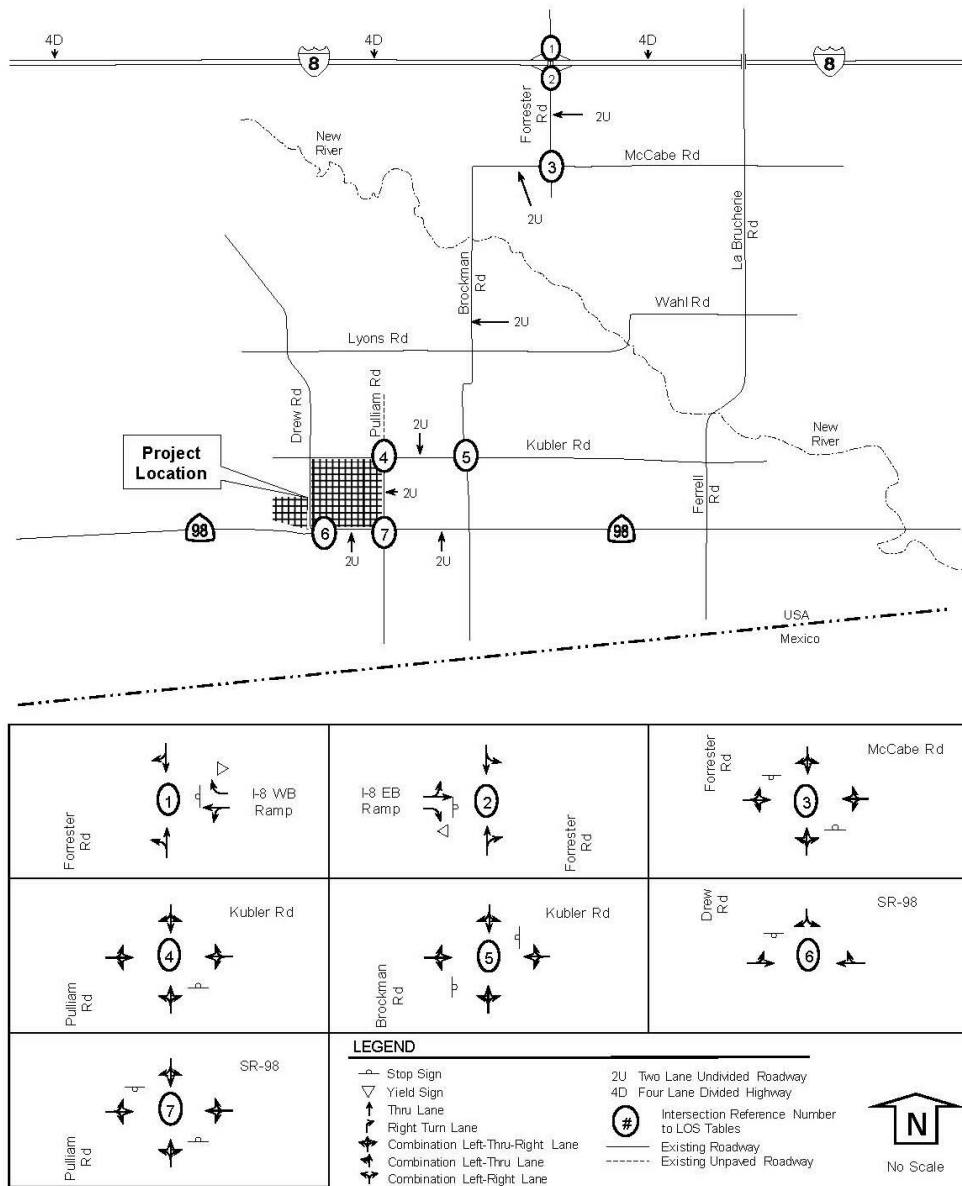 4D
4D
4D
8
8
1
2
Forrester
Rd
2U
New
River
3
McCabe Rd
2U
La Brucherie
Rd
Brockman
Rd
Wahl Rd
2U
Lyons Rd
Drew Rd
Pulliam Rd
2U
Project
Location
4
5
Kubler Rd
New
River
2U
Ferrell
Rd
98
6
7
98
2U
2U
USA
Mexico
1
I-8 WB
Ramp
Forrester
Rd
I-8 EB
Ramp
2
Forrester
Rd
Forrester
Rd
McCabe Rd
3
Kubler Rd
4
Pulliam
Rd
Kubler Rd
5
Brockman
Rd
Drew
Rd
SR-98
6
SR-98
7
Pulliam
Rd
LEGEND
Stop Sign
Yield Sign
Thru Lane
Right Turn Lane
Combination Left-Thru-Right Lane
Combination Left-Thru Lane
Combination Left-Right Lane
2U Two Lane Undivided Roadway
4D Four Lane Divided Highway
# Intersection Reference Number
to LOS Tables
Existing Roadway
Existing Unpaved Roadway
N
No Scale